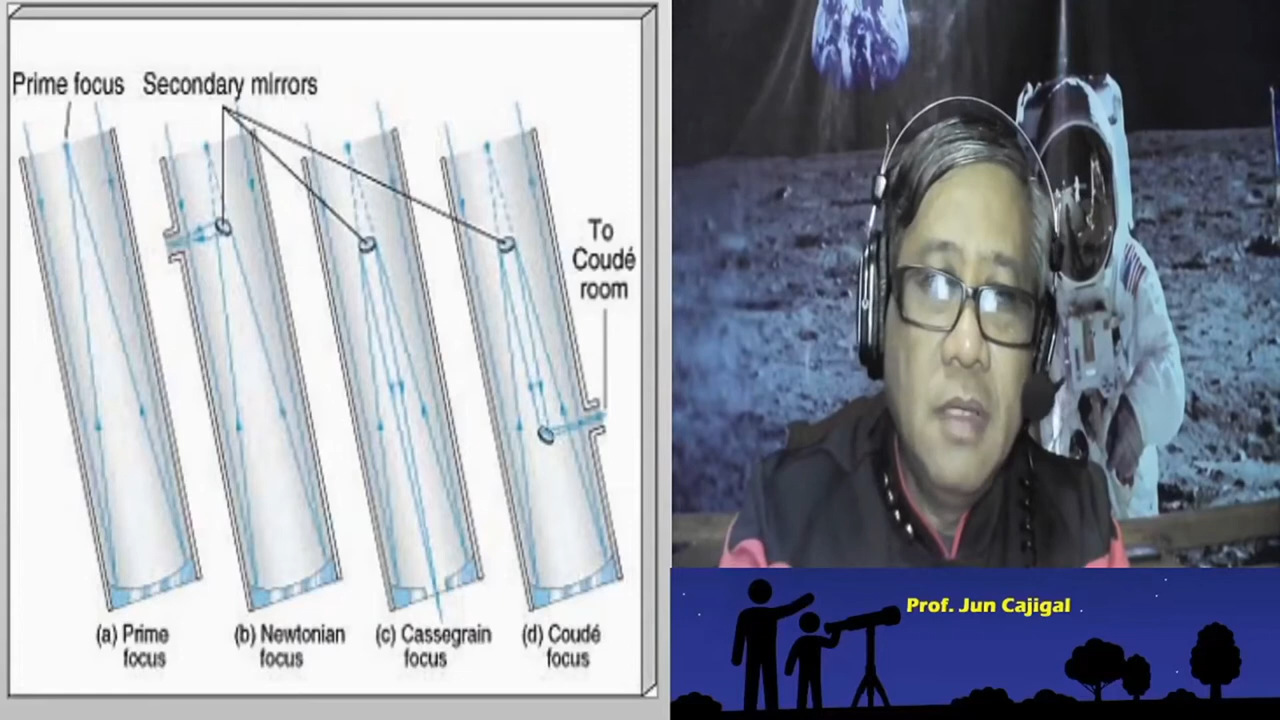 Prime focus
Secondary mirrors
To
Coudé
room
(a) Prime
focus
(b) Newtonian
focus
(c) Cassegrain
focus
(d) Coudé
focus
Prof. Jun Cajigal